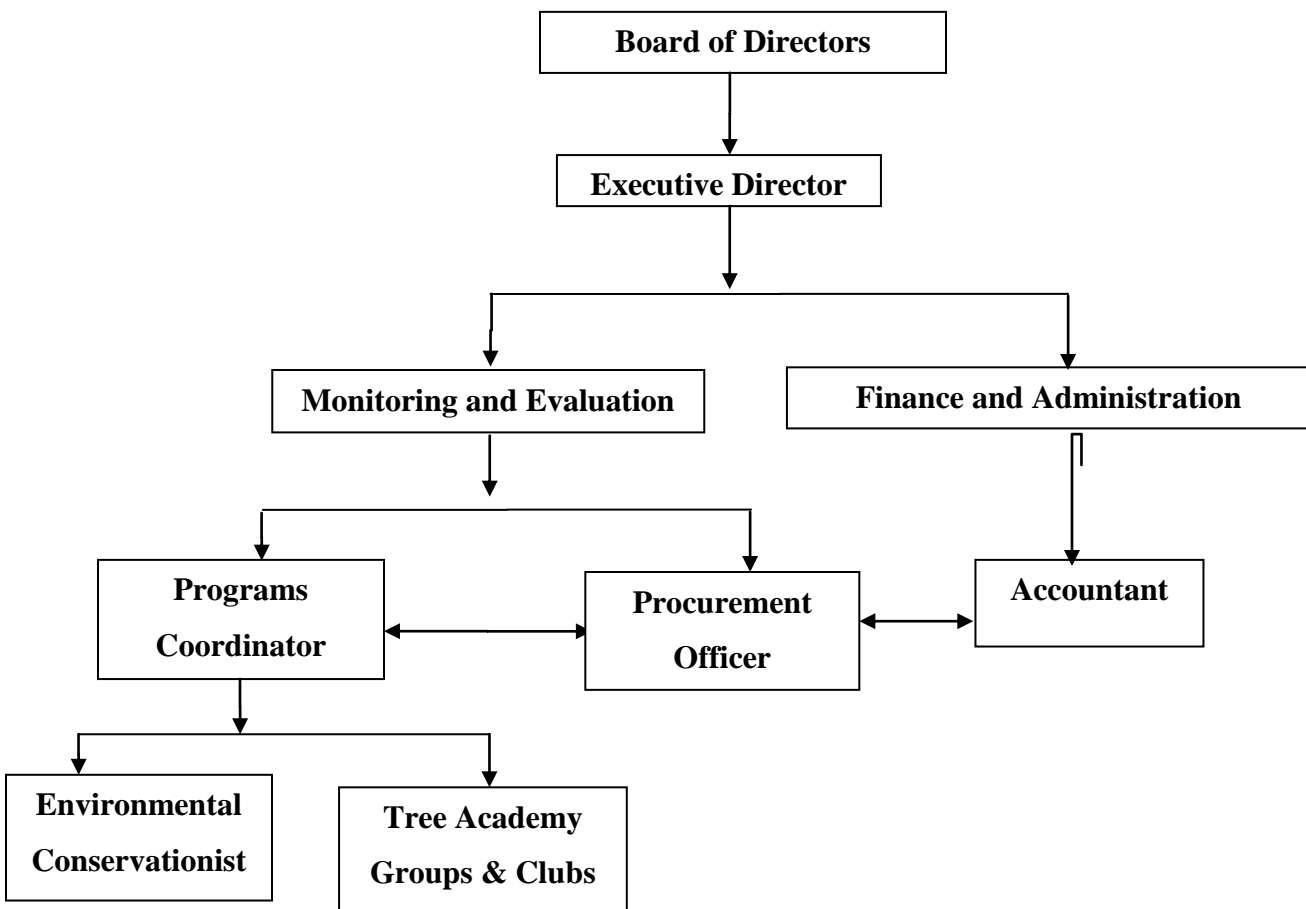 Board of Directors
Executive Director
Monitoring and Evaluation
Finance and Administration
Programs
Coordinator
Procurement
Officer
Accountant
Environmental
Conservationist
Tree Academy
Groups & Clubs